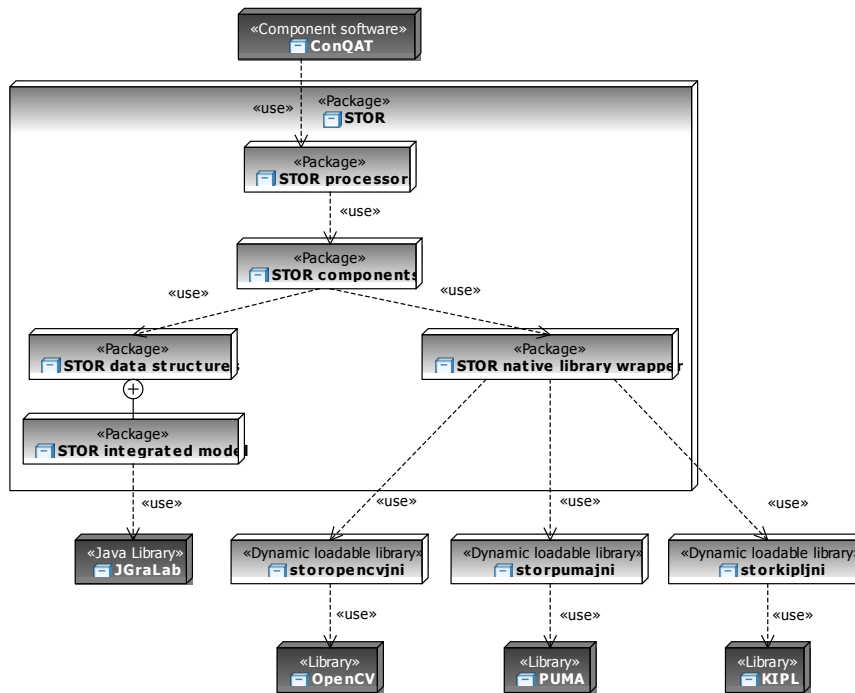 «Component software»
ConQAT
«use»
«Package»
STOR
«Package»
STOR processor
«use»
«Package»
STOR components
«use»
«use»
«Package»
STOR data structures
«Package»
STOR native library wrapper
«Package»
STOR integrated model
«use»
«use»
«use»
«use»
«Java Library»
JGraLab
«Dynamic loadable library»
storopencvjni
«Dynamic loadable library»
storpumajni
«Dynamic loadable library»
storkipljni
«use»
«use»
«use»
«Library»
OpenCV
«Library»
PUMA
«Library»
KIPL